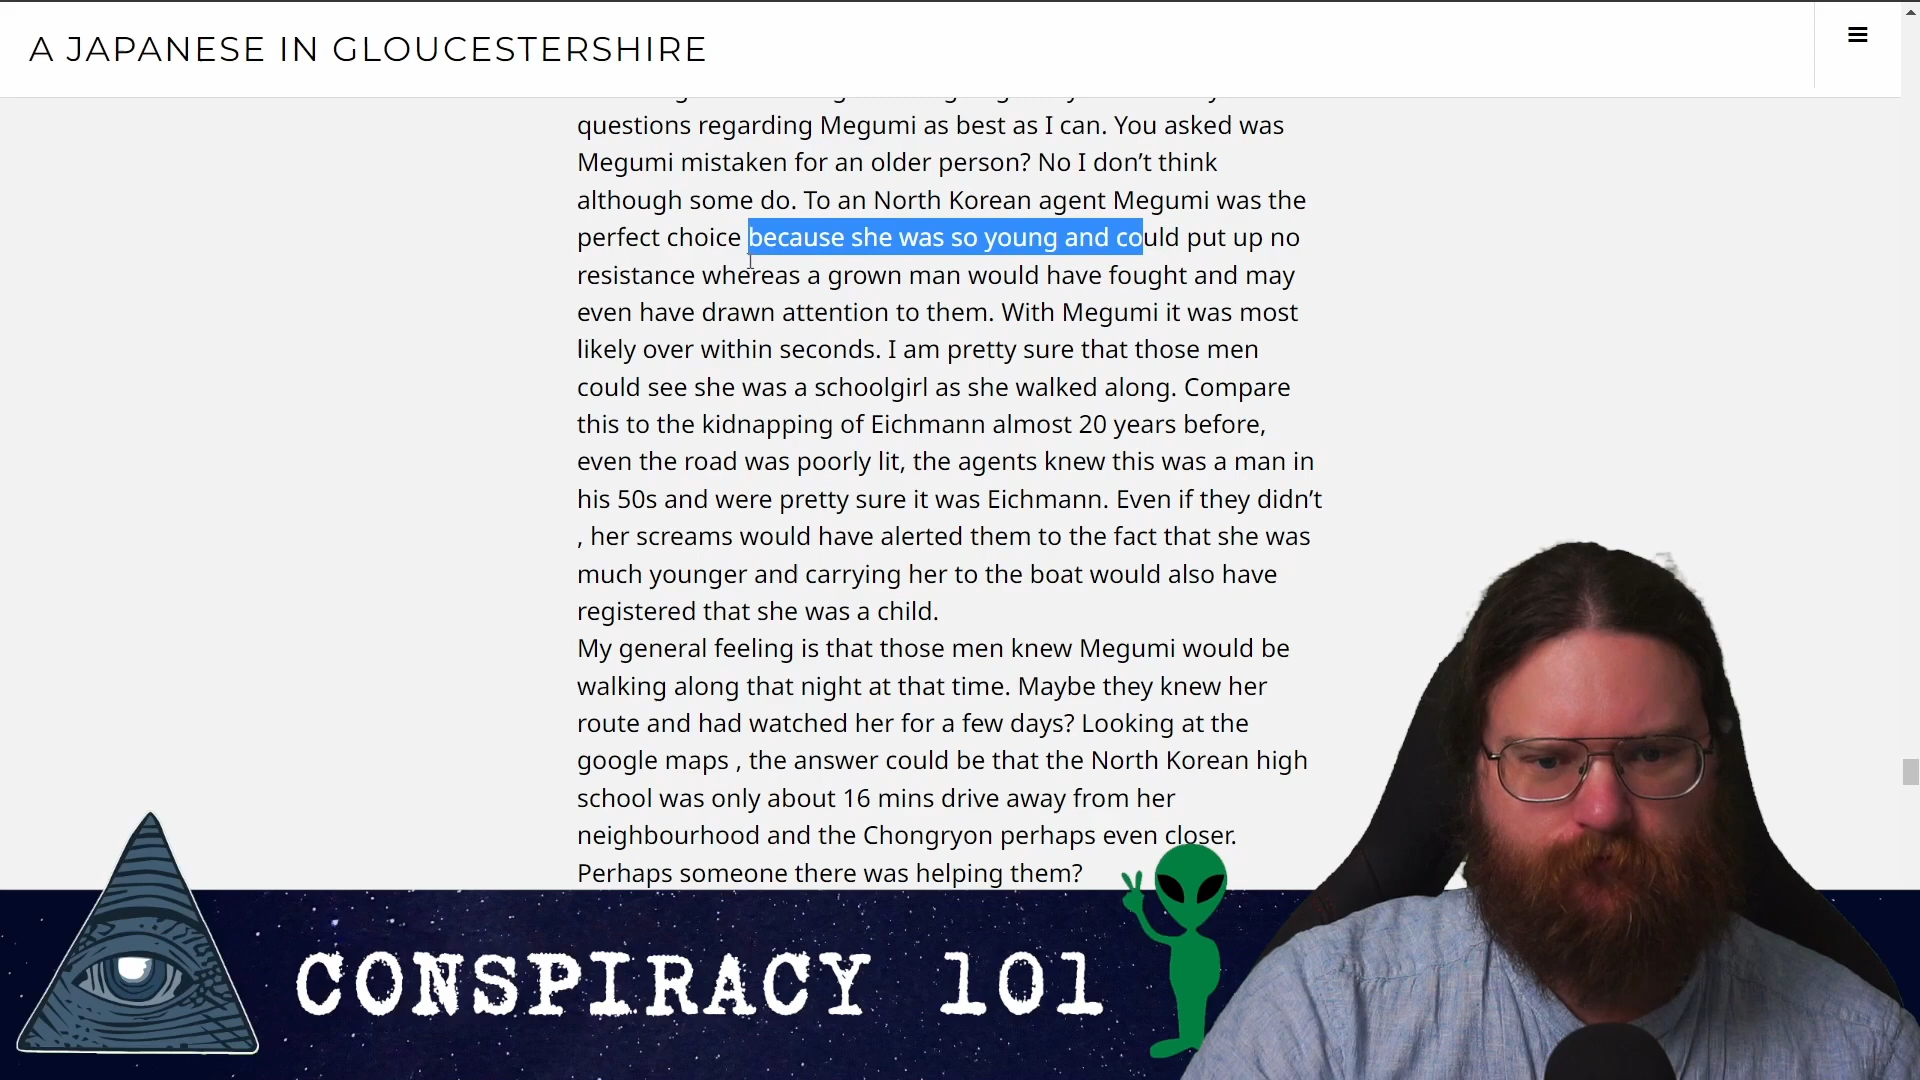 A JAPANESE IN GLOUCESTERSHIRE
questions regarding Megumi as best as I can. You asked was
Megumi mistaken for an older person? No I don’t think
although some do. To an North Korean agent Megumi was the
perfect choice because she was so young and could put up no
resistance whereas a grown man would have fought and may
even have drawn attention to them. With Megumi it was most
likely over within seconds. I am pretty sure that those men
could see she was a schoolgirl as she walked along. Compare
this to the kidnapping of Eichmann almost 20 years before,
even the road was poorly lit, the agents knew this was a man in
his 50s and were pretty sure it was Eichmann. Even if they didn’t
, her screams would have alerted them to the fact that she was
much younger and carrying her to the boat would also have
registered that she was a child.
My general feeling is that those men knew Megumi would be
walking along that night at that time. Maybe they knew her
route and had watched her for a few days? Looking at the
google maps , the answer could be that the North Korean high
school was only about 16 mins drive away from her
neighbourhood and the Chongryon perhaps even closer.
Perhaps someone there was helping them?
CONSPIRACY 101